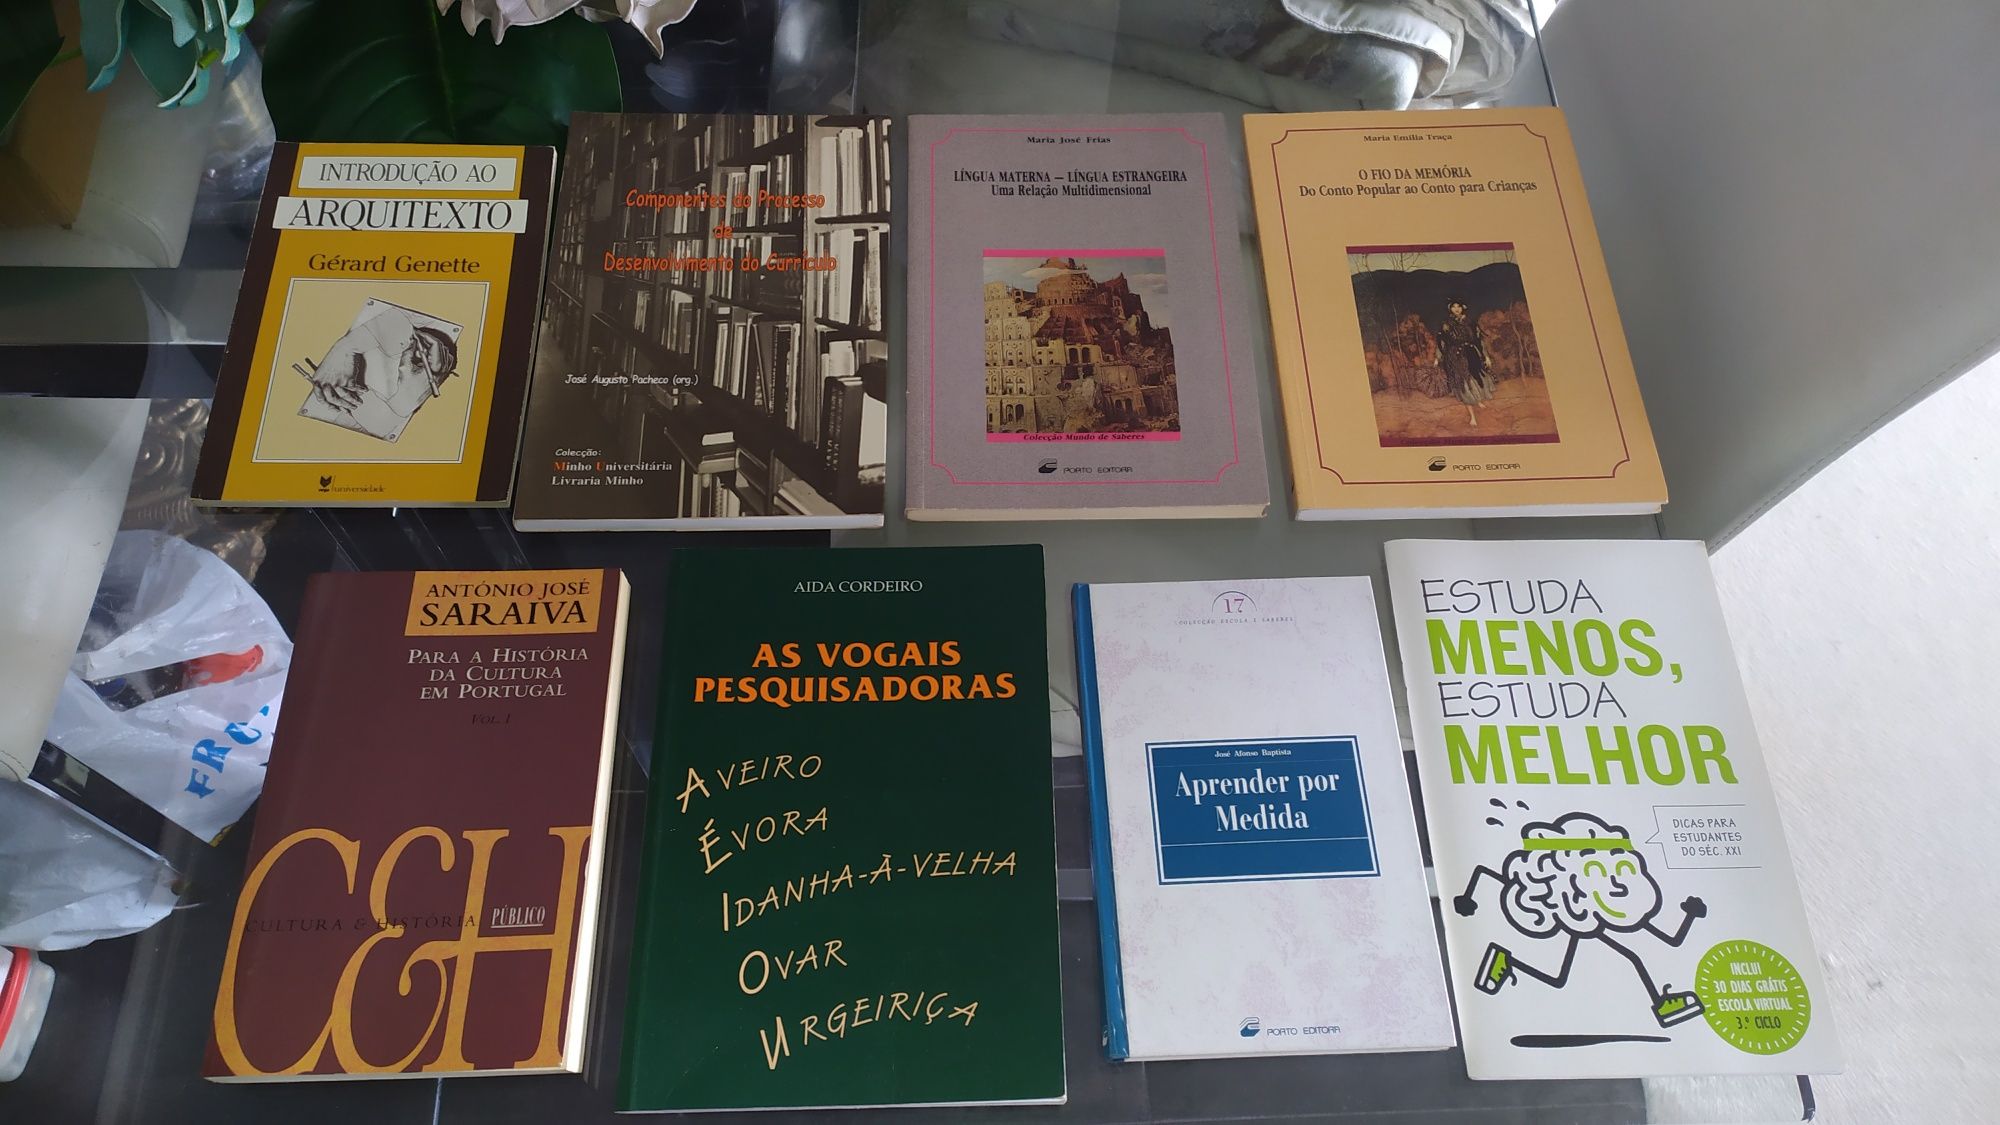 INTRODUÇÃO AO
ARQUITEXTO
Gérard Genette
vega universidade
Componentes do Processo
de
Desenvolvimento do Currículo
José Augusto Pacheco (org.)
Colecção:
Minho Universitária
Livraria Minho
Maria José Frias
LÍNGUA MATERNA — LÍNGUA ESTRANGEIRA
Uma Relação Multidimensional
Colecção Mundo de Saberes
PORTO EDITORA
Maria Emília Traça
O FIO DA MEMÓRIA
Do Conto Popular ao Conto para Crianças
PORTO EDITORA
ANTÓNIO JOSÉ
SARAIVA
PARA A HISTÓRIA
DA CULTURA
EM PORTUGAL
VOL. I
C&H
CULTURA & HISTÓRIA PÚBLICO
AIDA CORDEIRO
AS VOGAIS
PESQUISADORAS
AVEIRO
ÉVORA
IDANHA-À-VELHA
OVAR
URGEIRIÇA
17
COLECÇÃO ESCOLA E SABERES
José Afonso Baptista
Aprender por
Medida
PORTO EDITORA
ESTUDA
MENOS,
ESTUDA
MELHOR
DICAS PARA
ESTUDANTES
DO SÉC. XXI
INCLUI
30 DIAS GRÁTIS
ESCOLA VIRTUAL
3.º CICLO